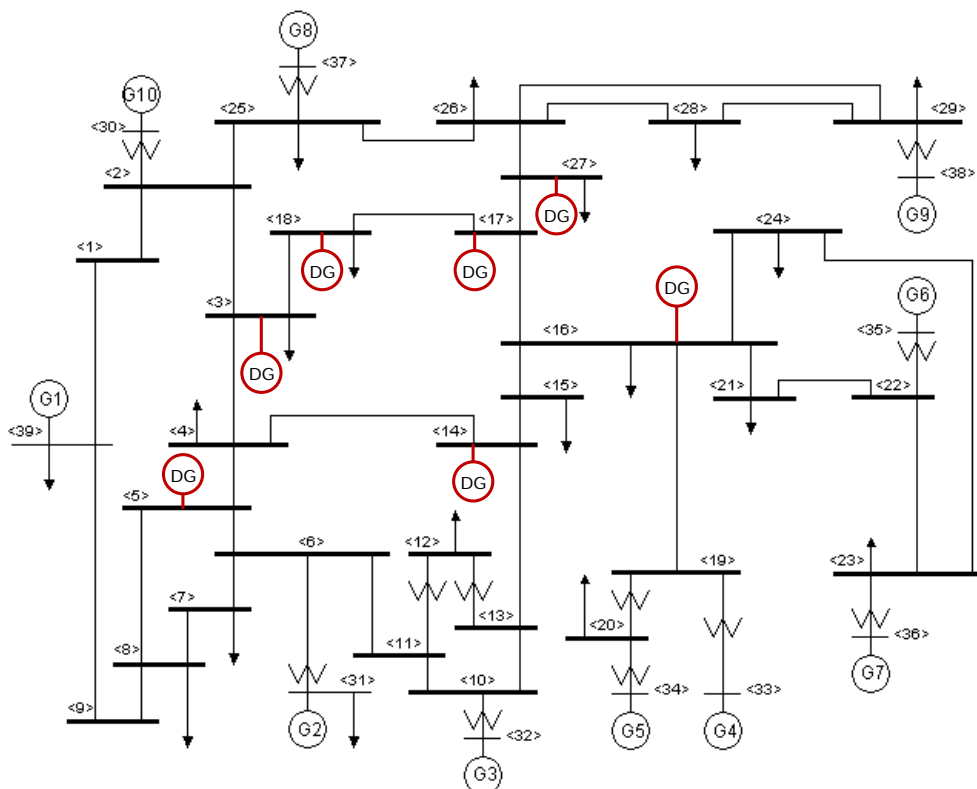 G8
<37>
G10
<25>
<26>
<28>
<29>
<30>
<2>
<27>
<38>
DG
G9
<18>
<17>
<24>
<1>
DG
DG
DG
G6
<3>
<16>
<35>
DG
<15>
<21>
<22>
G1
<39>
<4>
<14>
DG
DG
<5>
<6>
<12>
<23>
<19>
<7>
<13>
<20>
<8>
<11>
<36>
<10>
<31>
<34>
<33>
G7
<9>
G2
G5
G4
<32>
G3